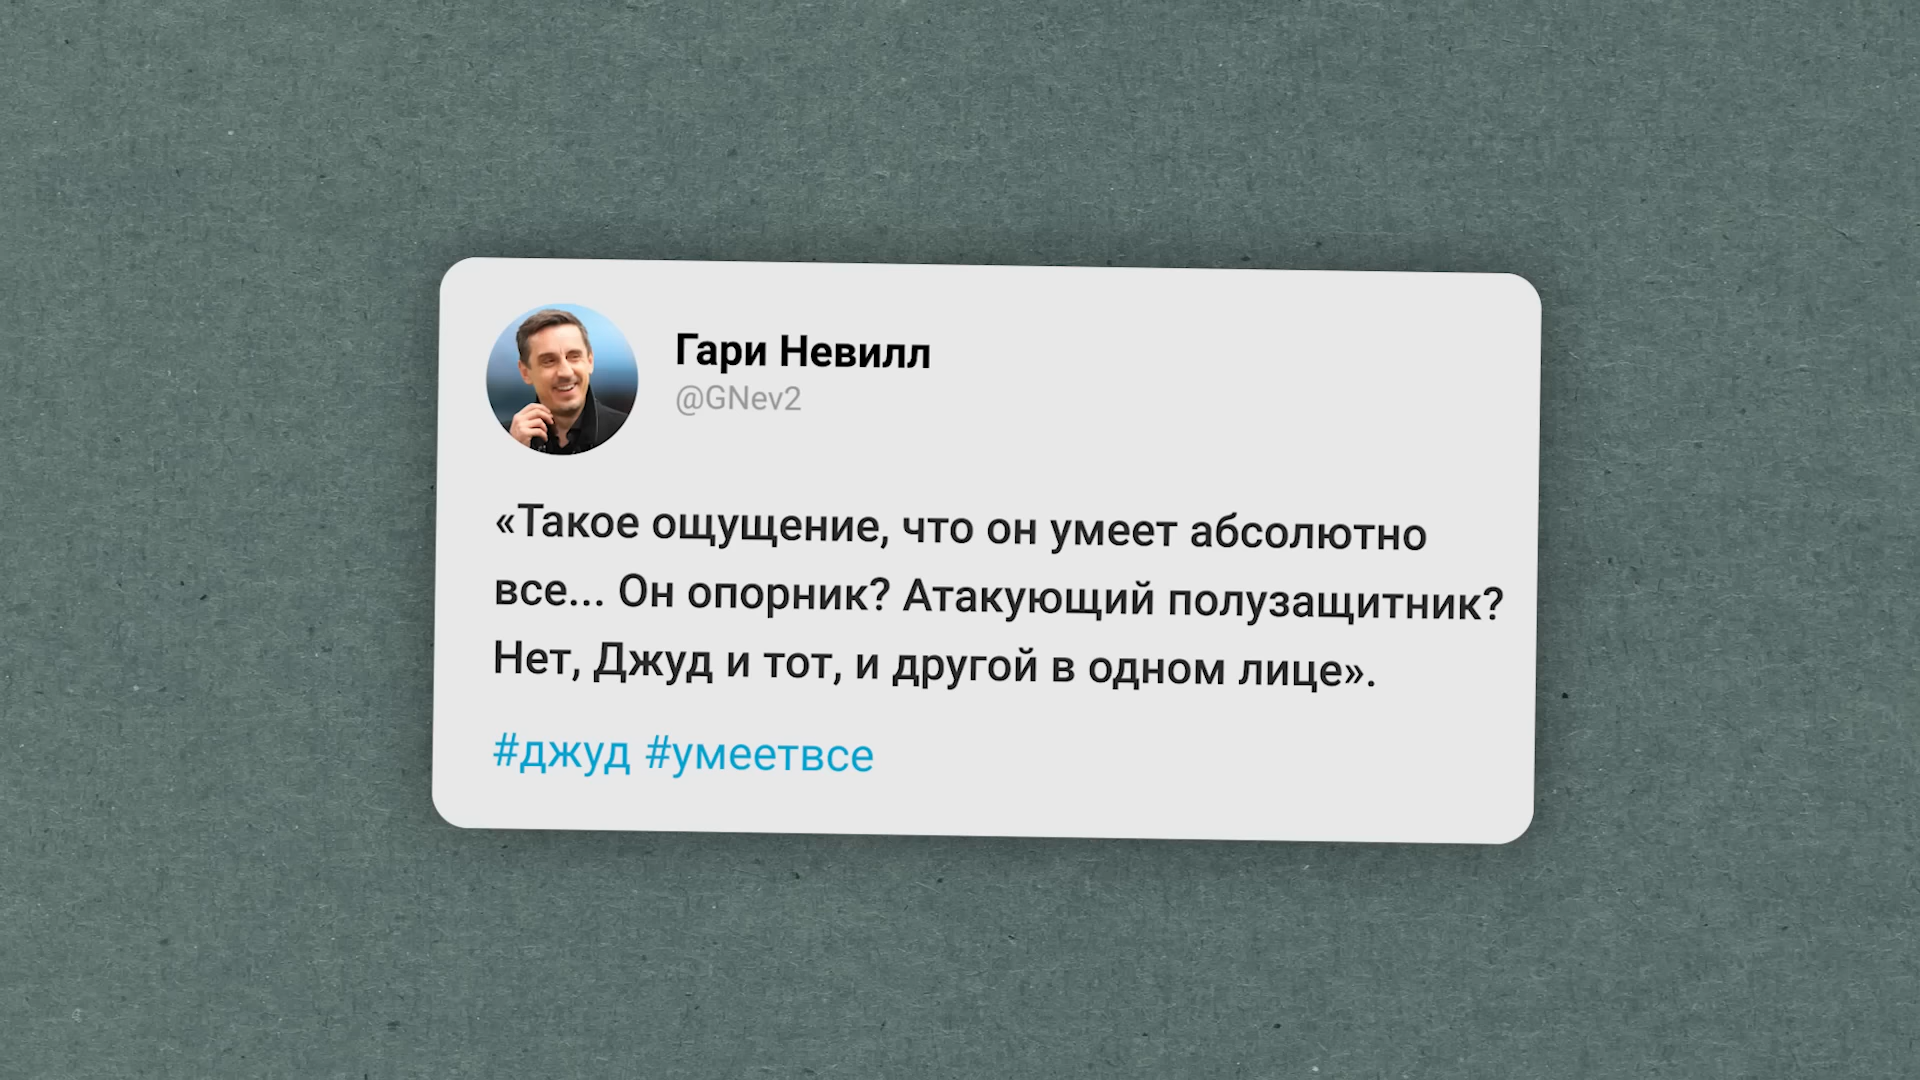 Гари Невилл
@GNev2
«Такое ощущение, что он умеет абсолютно
все... Он опорник? Атакующий полузащитник?
Нет, Джуд и тот, и другой в одном лице».
#джуд #умеетвсе